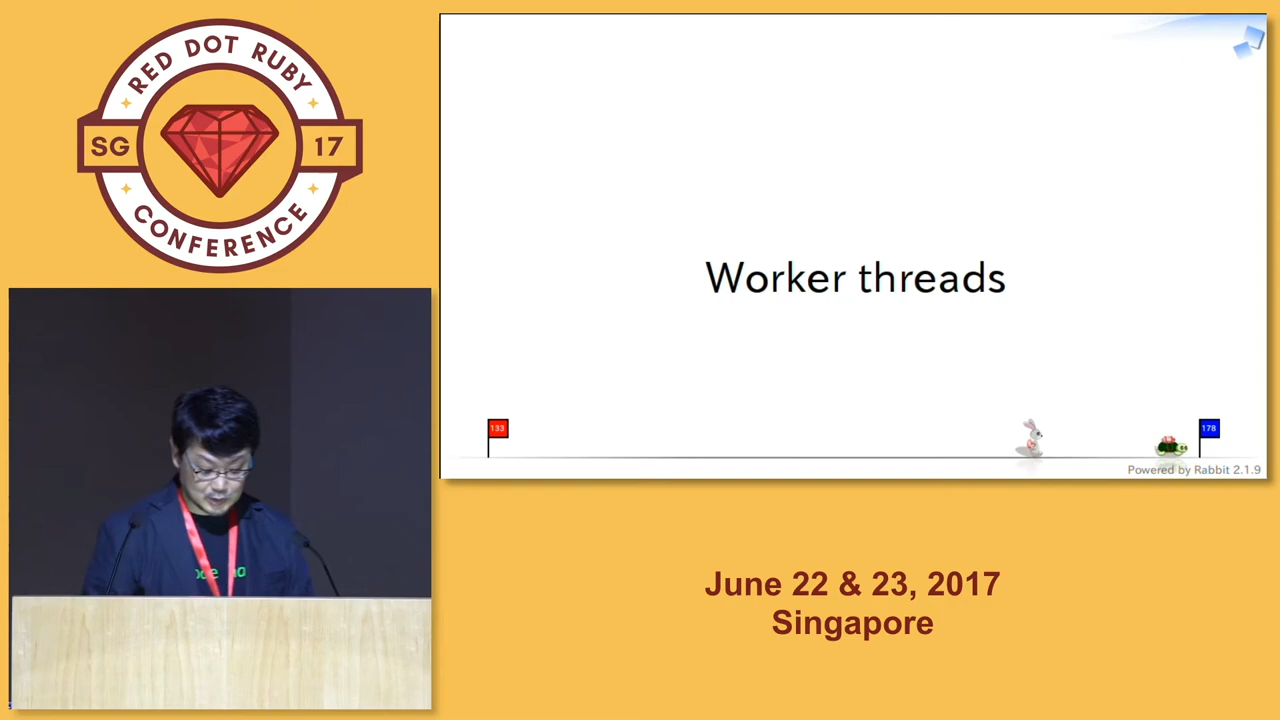 RED DOT RUBY
SG
17
CONFERENCE
Worker threads
133
178
Powered by Rabbit 2.1.9
June 22 & 23, 2017
Singapore